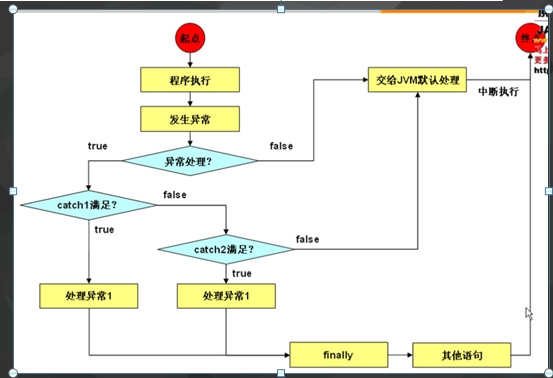 起点
终
程序执行
交给JVM默认处理
中断执行
发生异常
true
异常处理?
false
catch1满足?
false
true
catch2满足?
false
true
处理异常1
处理异常1
finally
其他语句